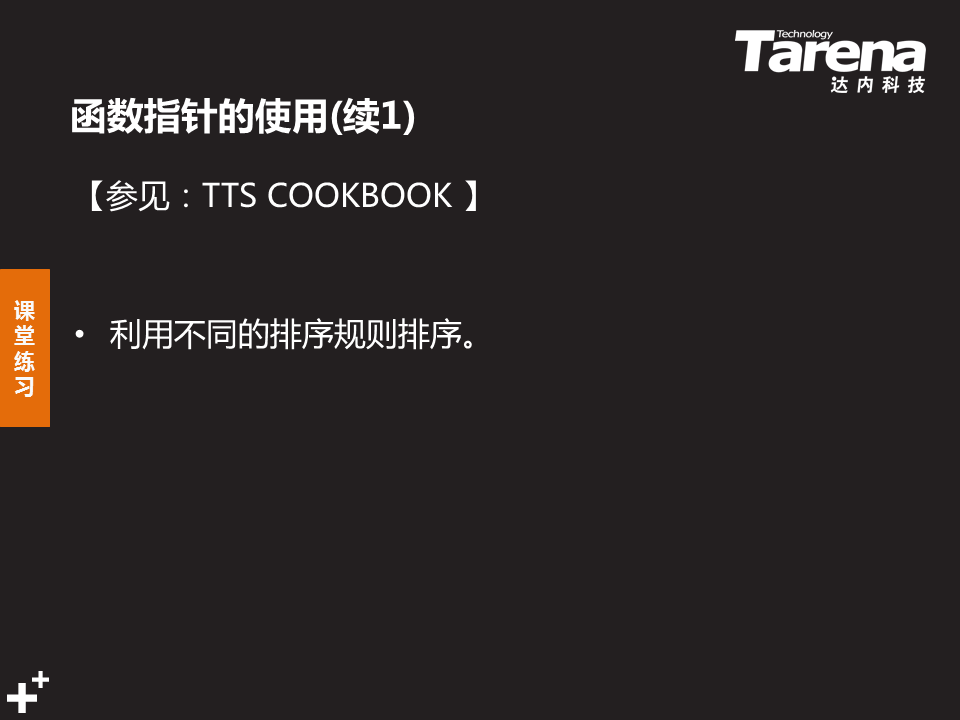 Technology
Tarena
达内科技
函数指针的使用(续1)
【参见：TTS COOKBOOK 】
课
堂
练
习
• 利用不同的排序规则排序。